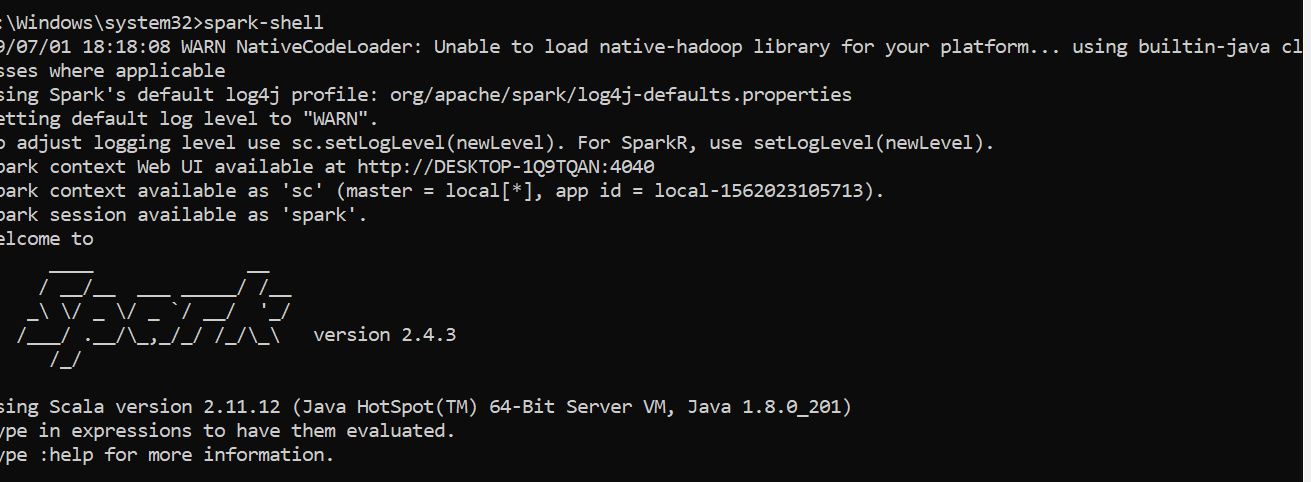 :\Windows\system32>spark-shell
9/07/01 18:18:08 WARN NativeCodeLoader: Unable to load native-hadoop library for your platform... using builtin-java cl
sses where applicable
sing Spark's default log4j profile: org/apache/spark/log4j-defaults.properties
etting default log level to "WARN".
o adjust logging level use sc.setLogLevel(newLevel). For SparkR, use setLogLevel(newLevel).
park context Web UI available at http://DESKTOP-1Q9TQAN:4040
park context available as 'sc' (master = local[*], app id = local-1562023105713).
park session available as 'spark'.
elcome to
      ____              __
     / __/__  ___ _____/ /__
    _\ \/ _ \/ _ `/ __/  '_/
   /___/ .__/\_,_/_/ /_/\_\   version 2.4.3
      /_/
sing Scala version 2.11.12 (Java HotSpot(TM) 64-Bit Server VM, Java 1.8.0_201)
ype in expressions to have them evaluated.
ype :help for more information.